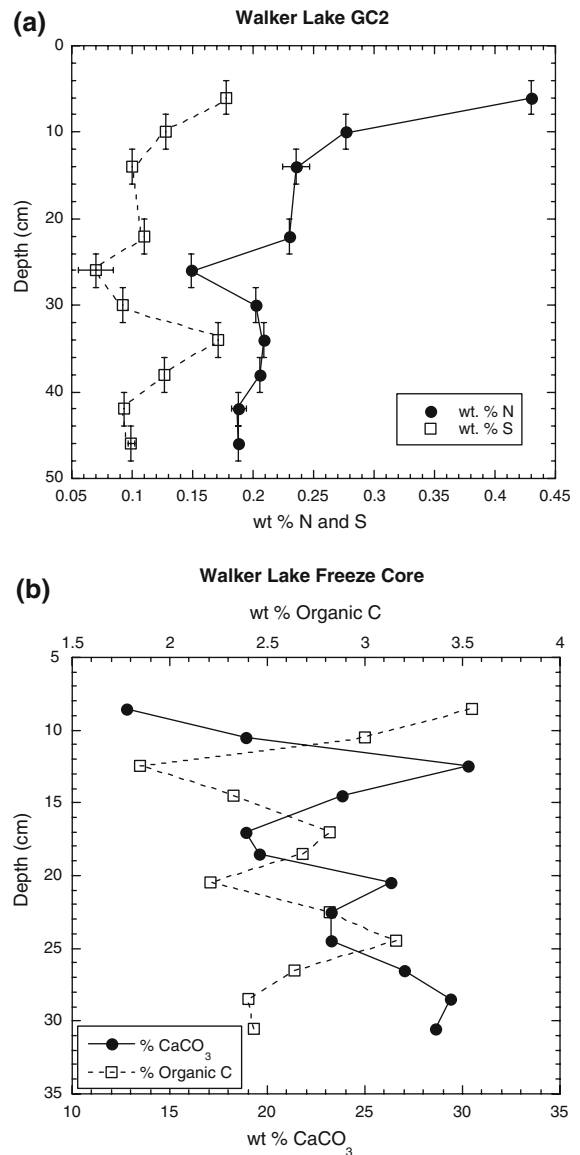 (a)
Walker Lake GC2
0
10
20
30
40
50
Depth (cm)
wt. % N
wt. % S
0.05 0.1 0.15 0.2 0.25 0.3 0.35 0.4 0.45
wt % N and S
(b)
Walker Lake Freeze Core
wt % Organic C
1.5 2 2.5 3 3.5 4
5
10
15
20
25
30
35
Depth (cm)
% CaCO₃
% Organic C
10 15 20 25 30 35
wt % CaCO₃